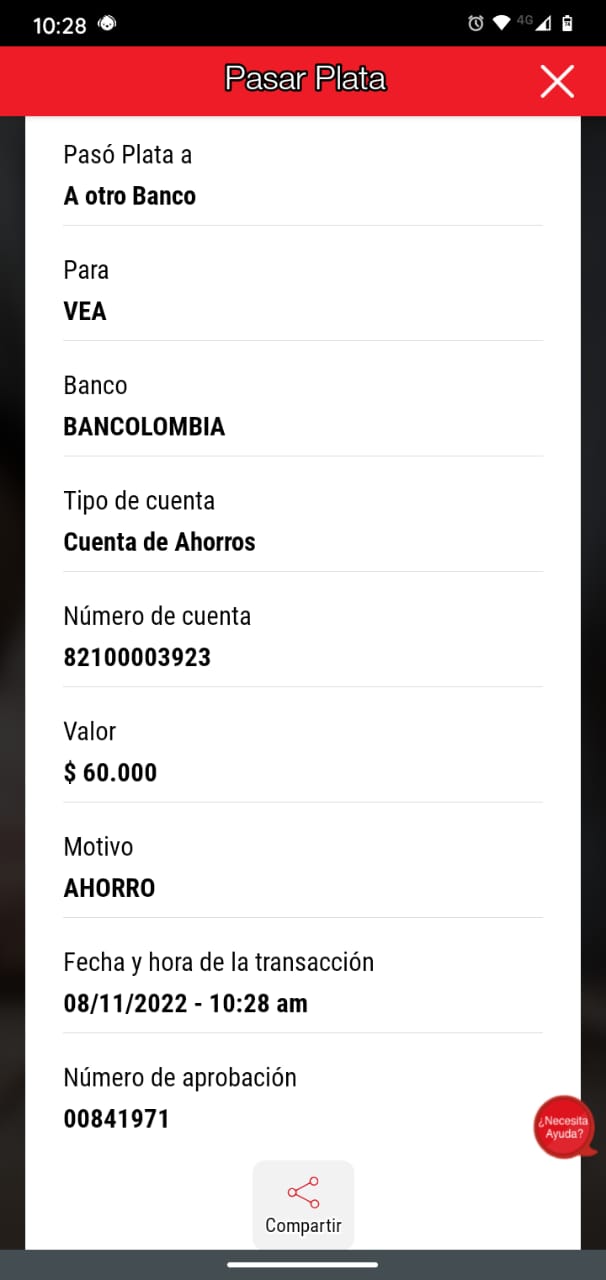 10:28
4G
Pasar Plata
Pasó Plata a
A otro Banco
Para
VEA
Banco
BANCOLOMBIA
Tipo de cuenta
Cuenta de Ahorros
Número de cuenta
82100003923
Valor
$ 60.000
Motivo
AHORRO
Fecha y hora de la transacción
08/11/2022 - 10:28 am
Número de aprobación
00841971
¿Necesita
Ayuda?
Compartir